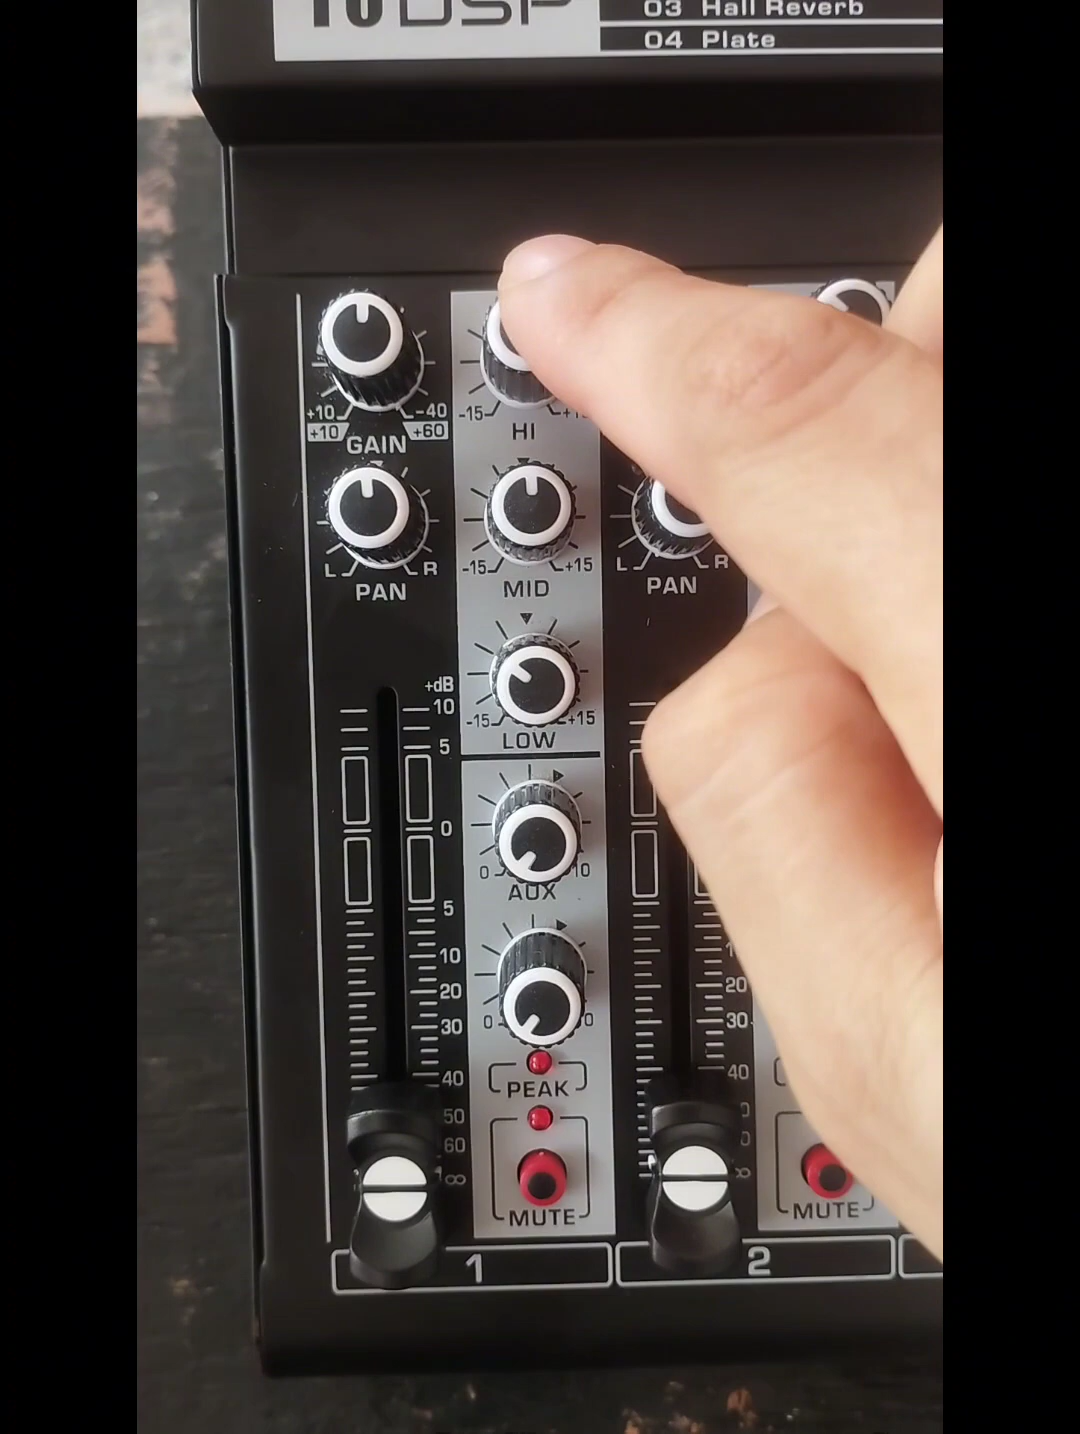 DSP
03 Hall Reverb
04 Plate
+10 -40
+10 +60
GAIN
-15
HI
L R
PAN
-15 +15
MID
L R
PAN
-15 +15
LOW
+dB
10
5
0
5
10
20
30
40
50
60
∞
0 10
AUX
0
PEAK
MUTE
1
20
30
40
∞
MUTE
2